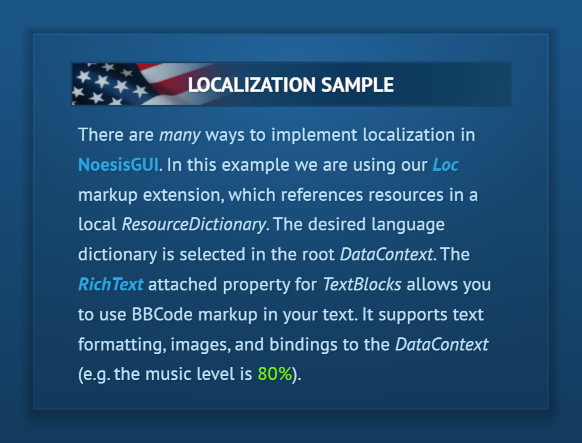 LOCALIZATION SAMPLE
There are many ways to implement localization in
NoesisGUI. In this example we are using our Loc
markup extension, which references resources in a
local ResourceDictionary. The desired language
dictionary is selected in the root DataContext. The
RichText attached property for TextBlocks allows you
to use BBCode markup in your text. It supports text
formatting, images, and bindings to the DataContext
(e.g. the music level is 80%).